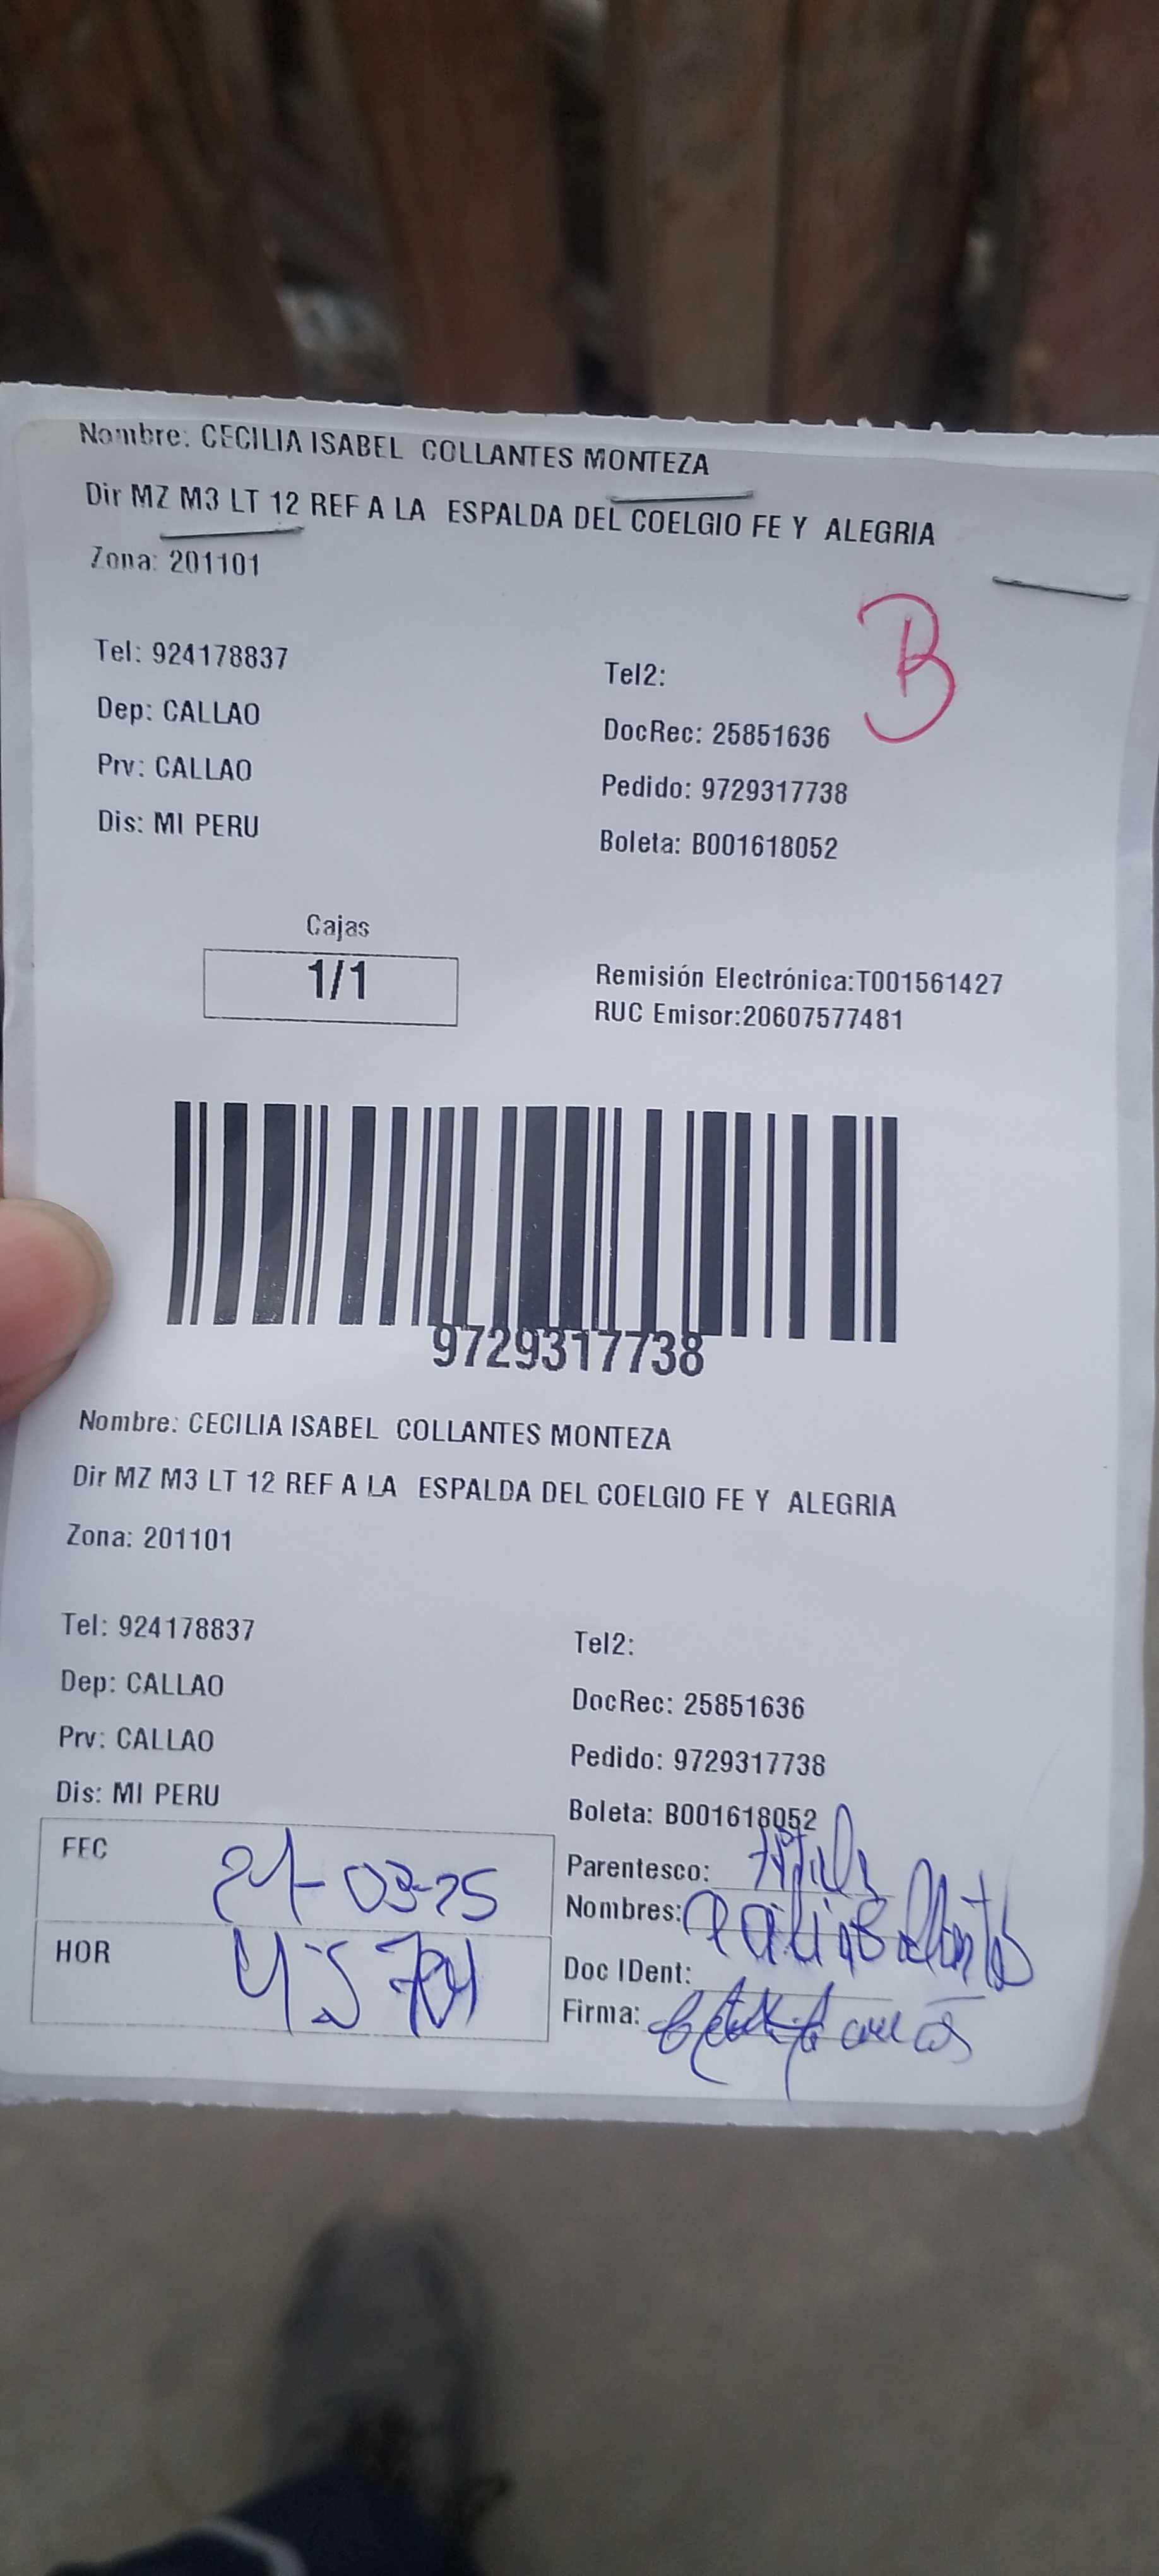 Nombre: CECILIA ISABEL COLLANTES MONTEZA
Dir MZ M3 LT 12 REF A LA ESPALDA DEL COELGIO FE Y ALEGRIA
Zona: 201101
B
Tel: 924178837 Tel2:
Dep: CALLAO DocRec: 25851636
Prv: CALLAO Pedido: 9729317738
Dis: MI PERU Boleta: B001618052
Cajas
1/1
Remisión Electrónica:T001561427
RUC Emisor:20607577481
9729317738
Nombre: CECILIA ISABEL COLLANTES MONTEZA
Dir MZ M3 LT 12 REF A LA ESPALDA DEL COELGIO FE Y ALEGRIA
Zona: 201101
Tel: 924178837 Tel2:
Dep: CALLAO DocRec: 25851636
Prv: CALLAO Pedido: 9729317738
Dis: MI PERU Boleta: B001618052
FEC Parentesco:
Nombres:
HOR Doc IDent:
Firma: